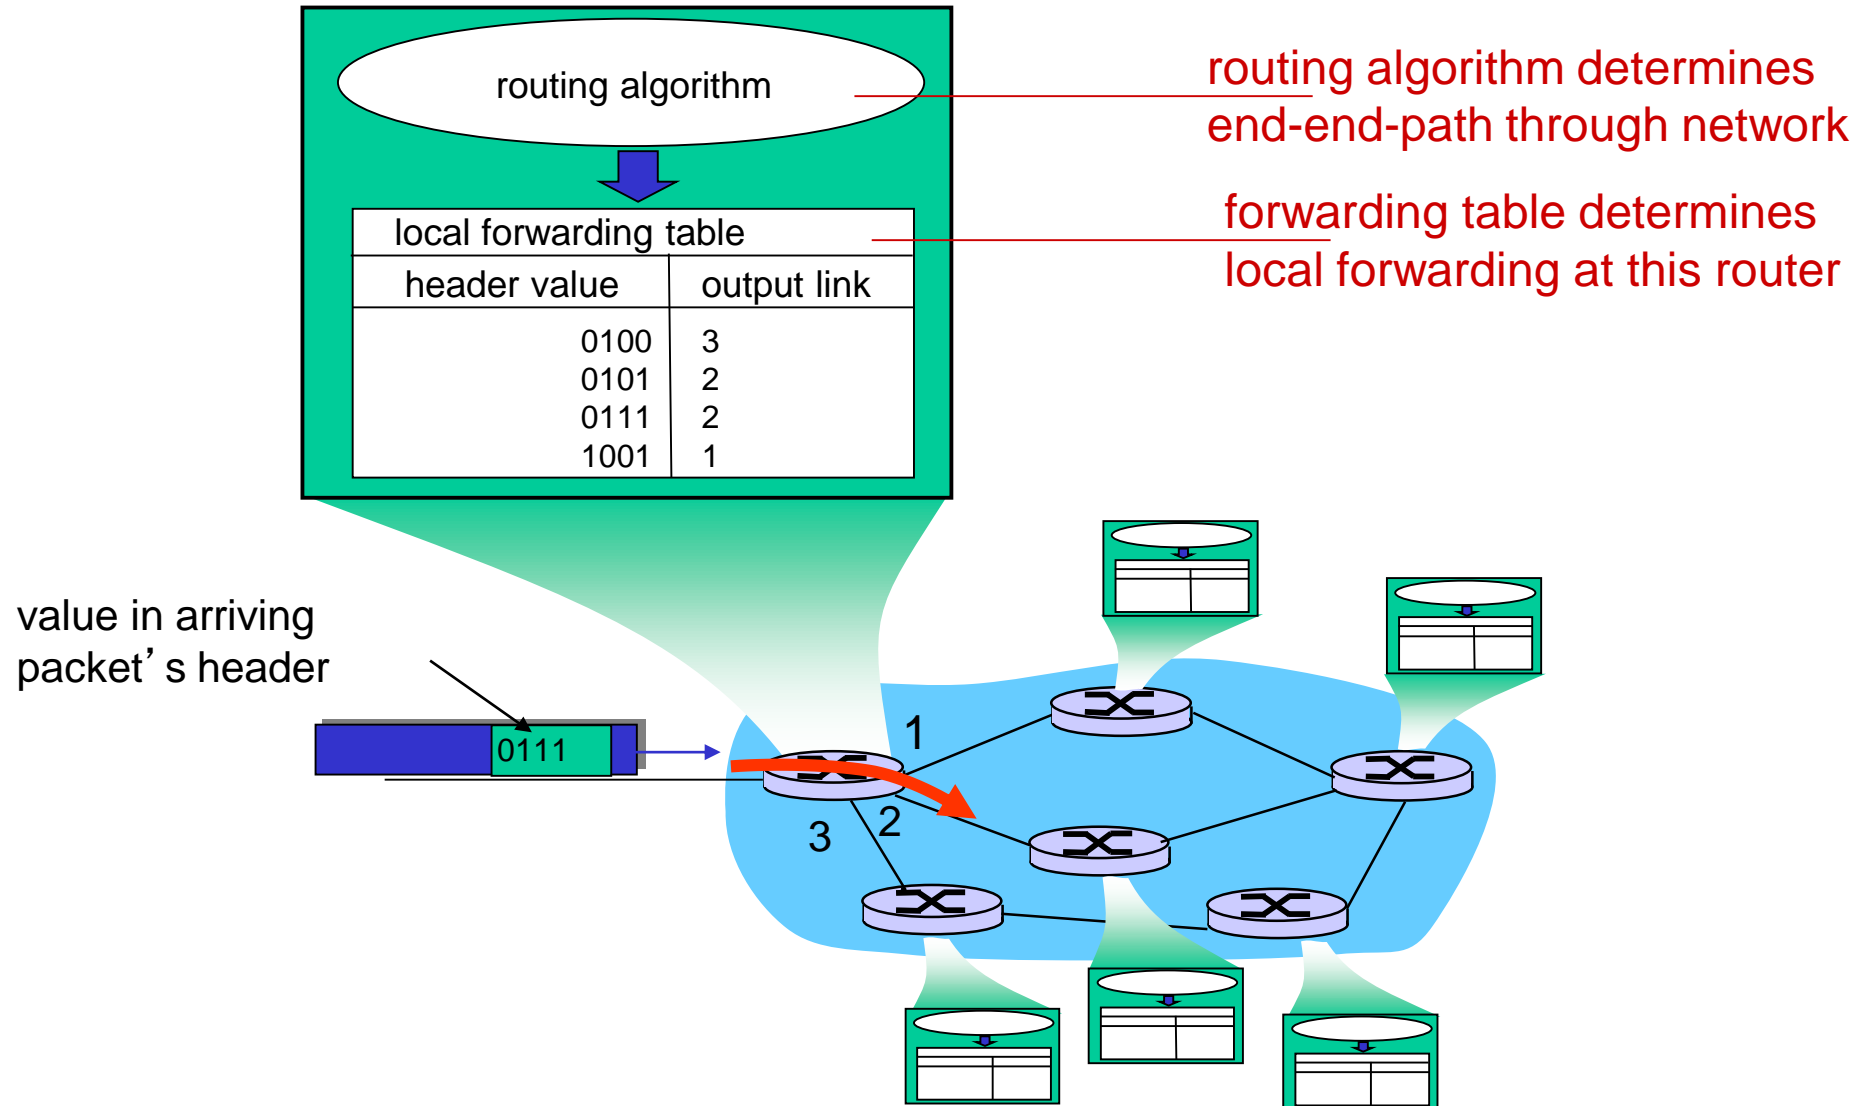 routing algorithm
routing algorithm determines
end-end-path through network
local forwarding table
forwarding table determines
local forwarding at this router
header value output link
0100 3
0101 2
0111 2
1001 1
value in arriving
packet’s header
0111
1
2
3